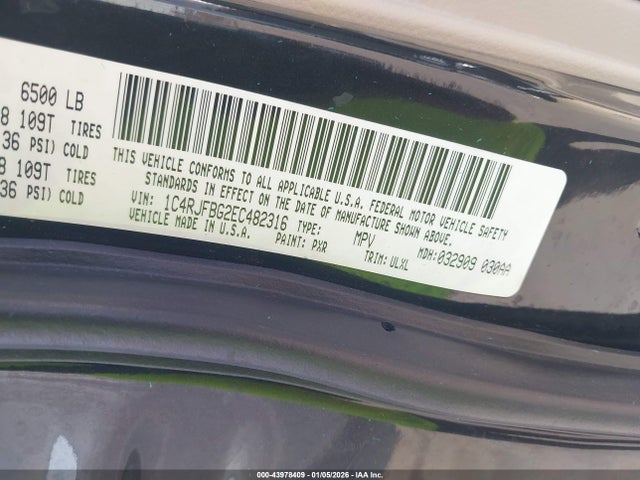 6500 LB
8 109T TIRES
36 PSI) COLD
8 109T TIRES
36 PSI) COLD
THIS VEHICLE CONFORMS TO ALL APPLICABLE U.S.A. FEDERAL MOTOR VEHICLE SAFETY
STANDARDS IN EFFECT ON THE DATE OF MANUFACTURE SHOWN ABOVE.
VIN: 1C4RJFBG2EC482316 TYPE: MPV MDH:032909 030AA
VEHICLE MADE IN U.S.A. PAINT: PXR TRIM: ULXL
000-43978409 | 01/05/2026 | IAA Inc.